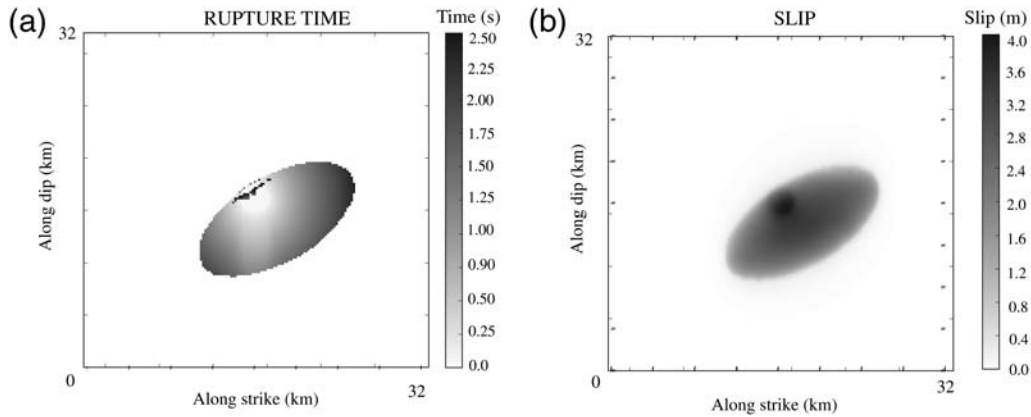 (a)
RUPTURE TIME
Time (s)
32
2.50
2.25
2.00
1.75
1.50
1.25
1.00
0.90
0.50
0.25
0.0
Along dip (km)
0
Along strike (km)
32
(b)
SLIP
Slip (m)
32
4.0
3.6
3.2
2.8
2.4
2.0
1.6
1.2
0.8
0.4
0.0
Along dip (km)
0
Along strike (km)
32